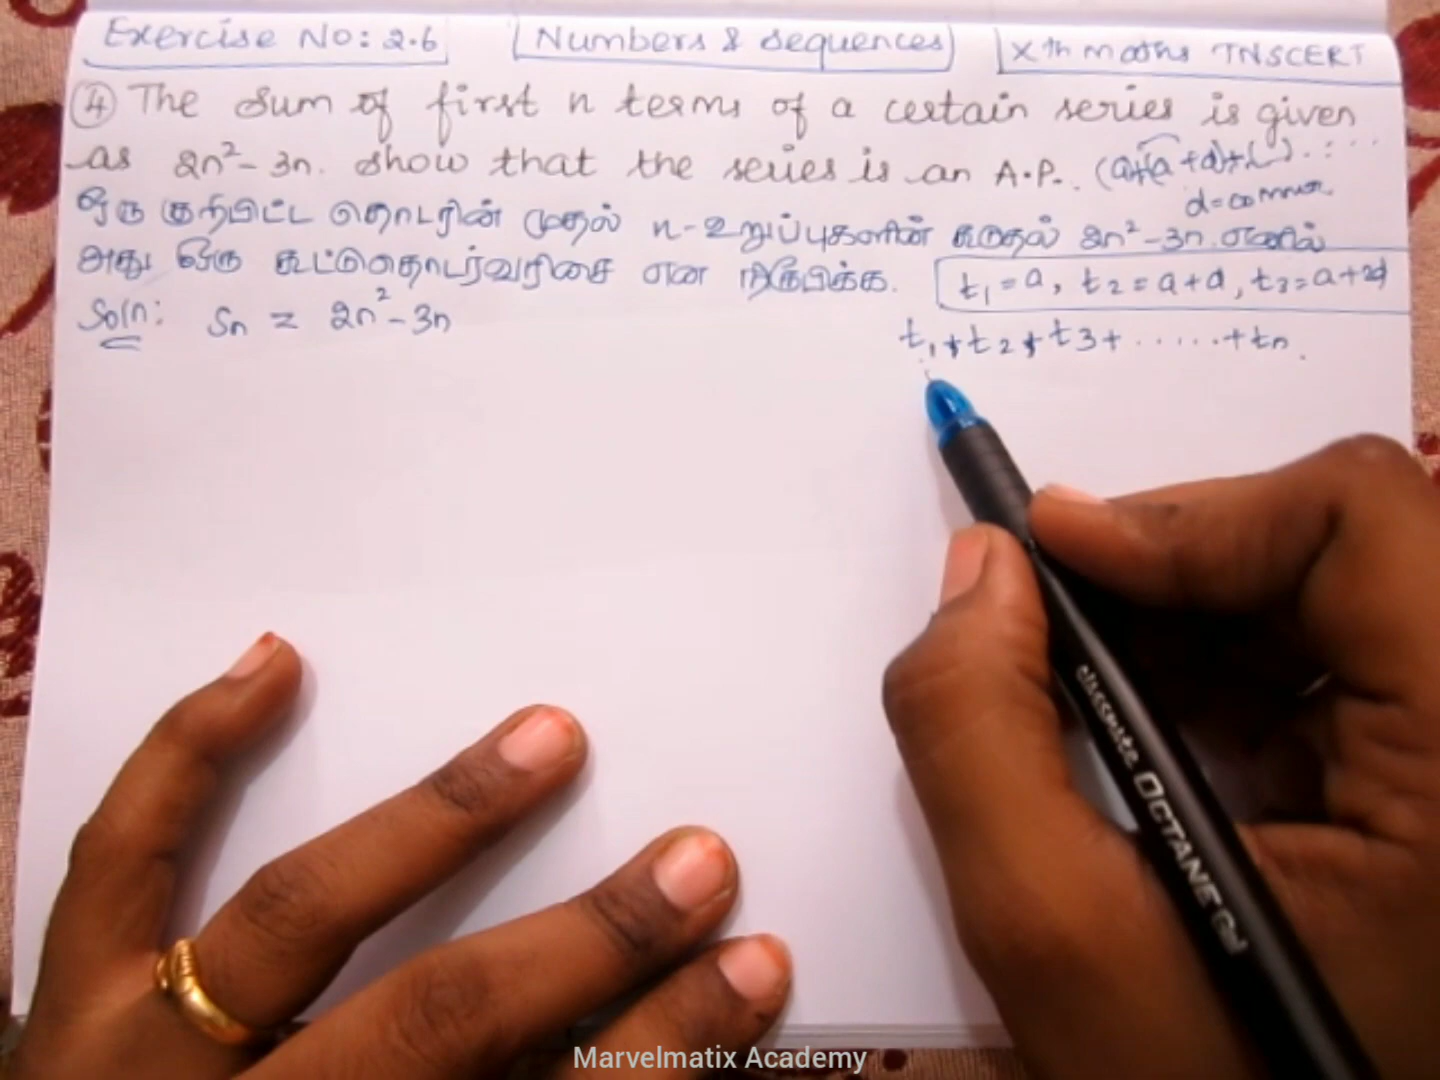 Exercise No: 2.6 Numbers & Sequences Xth maths TNSCERT
④ The Sum of first n terms of a certain series is given
as 2n² - 3n. Show that the series is an A.P. (a)+(a+d)+( )......
d = common
ஒரு குறிப்பிட்ட தொடரின் முதல் n-உறுப்புகளின் கூடுதல் 2n² - 3n. எனில்
அது ஒரு கூட்டுதொடர்வரிசை என நிரூபிக்க.
t₁ = a, t₂ = a+d, t₃ = a+2d
Soln: Sn = 2n² - 3n
t₁ + t₂ + t₃ + ...... + tn.
classmate OCTANE Gel
Marvelmatix Academy